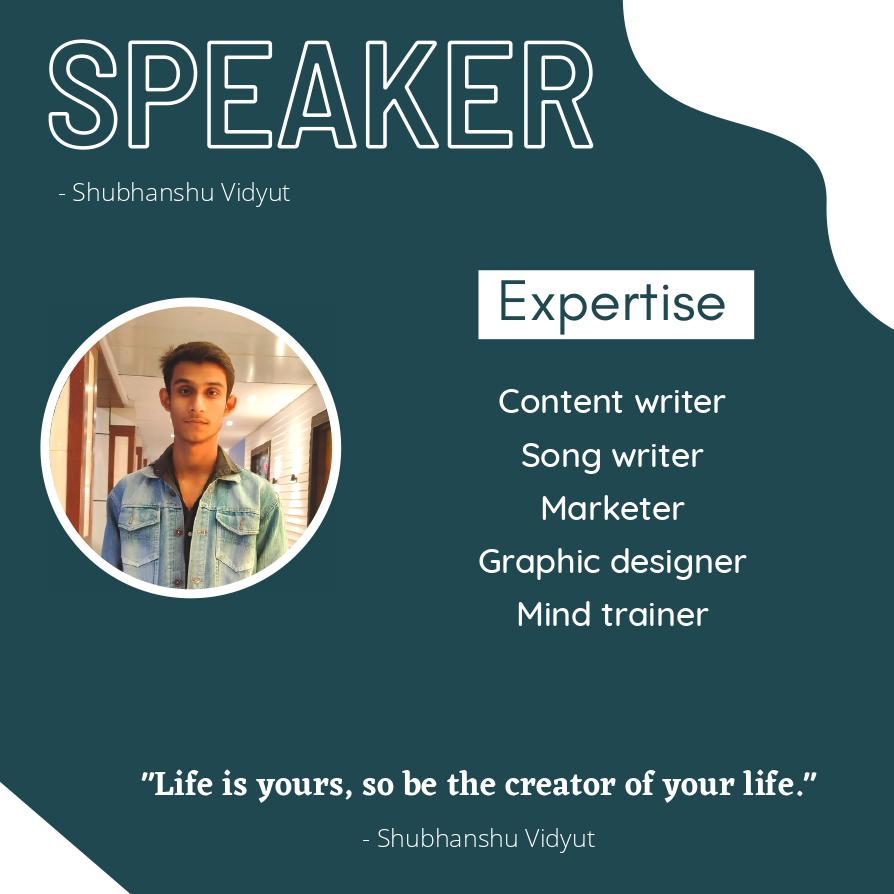 SPEAKER
- Shubhanshu Vidyut
Expertise
Content writer
Song writer
Marketer
Graphic designer
Mind trainer
"Life is yours, so be the creator of your life."
- Shubhanshu Vidyut